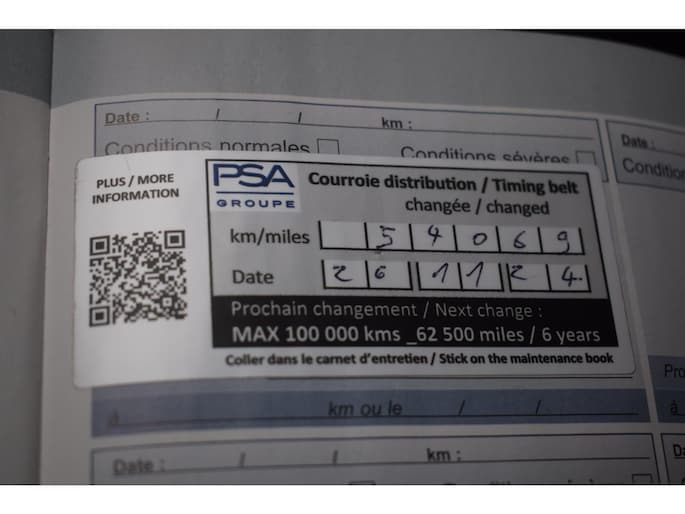 Date : / / km :
Conditions normales Conditions sévères
Date :
Condition
PLUS / MORE
INFORMATION
PSA
GROUPE
Courroie distribution / Timing belt
changée / changed
km/miles 5 4 0 6 9
Date 2 6 1 1 2 4
Prochain changement / Next change :
MAX 100 000 kms _62 500 miles / 6 years
Coller dans le carnet d'entretien / Stick on the maintenance book
Pro
à km ou le / /
à
Date : / / km :
Da